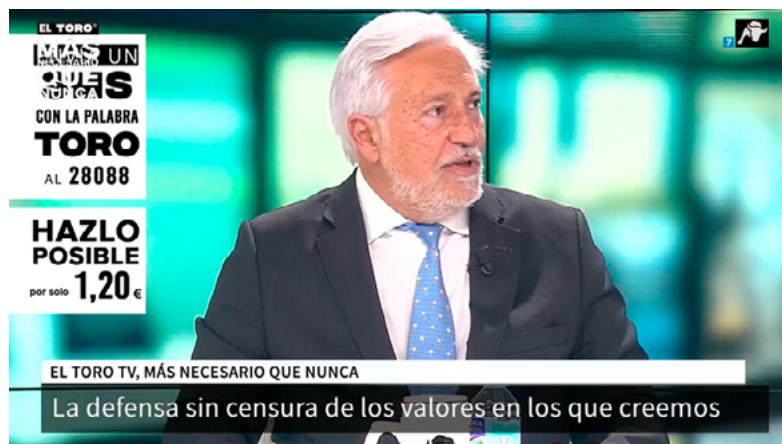 EL TORO
MÁS UN
NECESARIO
QUE S
NUNCA
CON LA PALABRA
TORO
AL 28088
HAZLO
POSIBLE
por solo 1,20 €
7
EL TORO TV, MÁS NECESARIO QUE NUNCA
La defensa sin censura de los valores en los que creemos